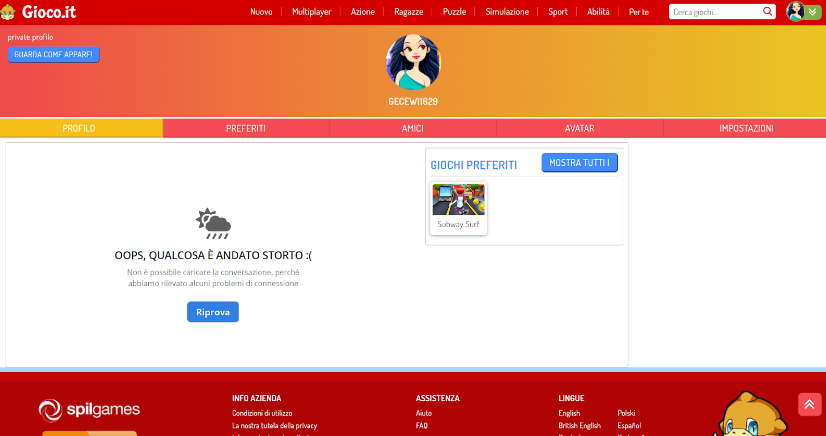 Gioco.it
Nuovo Multiplayer Azione Ragazze Puzzle Simulazione Sport Abilità Per te
Cerca giochi...
private profilo
GUARDA COME APPARE!
GECEWI1629
PROFILO PREFERITI AMICI AVATAR IMPOSTAZIONI
GIOCHI PREFERITI
MOSTRA TUTTI I
Subway Surf
OOPS, QUALCOSA È ANDATO STORTO :(
Non è possibile caricare la conversazione, perché
abbiamo rilevato alcuni problemi di connessione
Riprova
spilgames
INFO AZIENDA
Condizioni di utilizzo
La nostra tutela della privacy
ASSISTENZA
Aiuto
FAQ
LINGUE
English Polski
British English Español